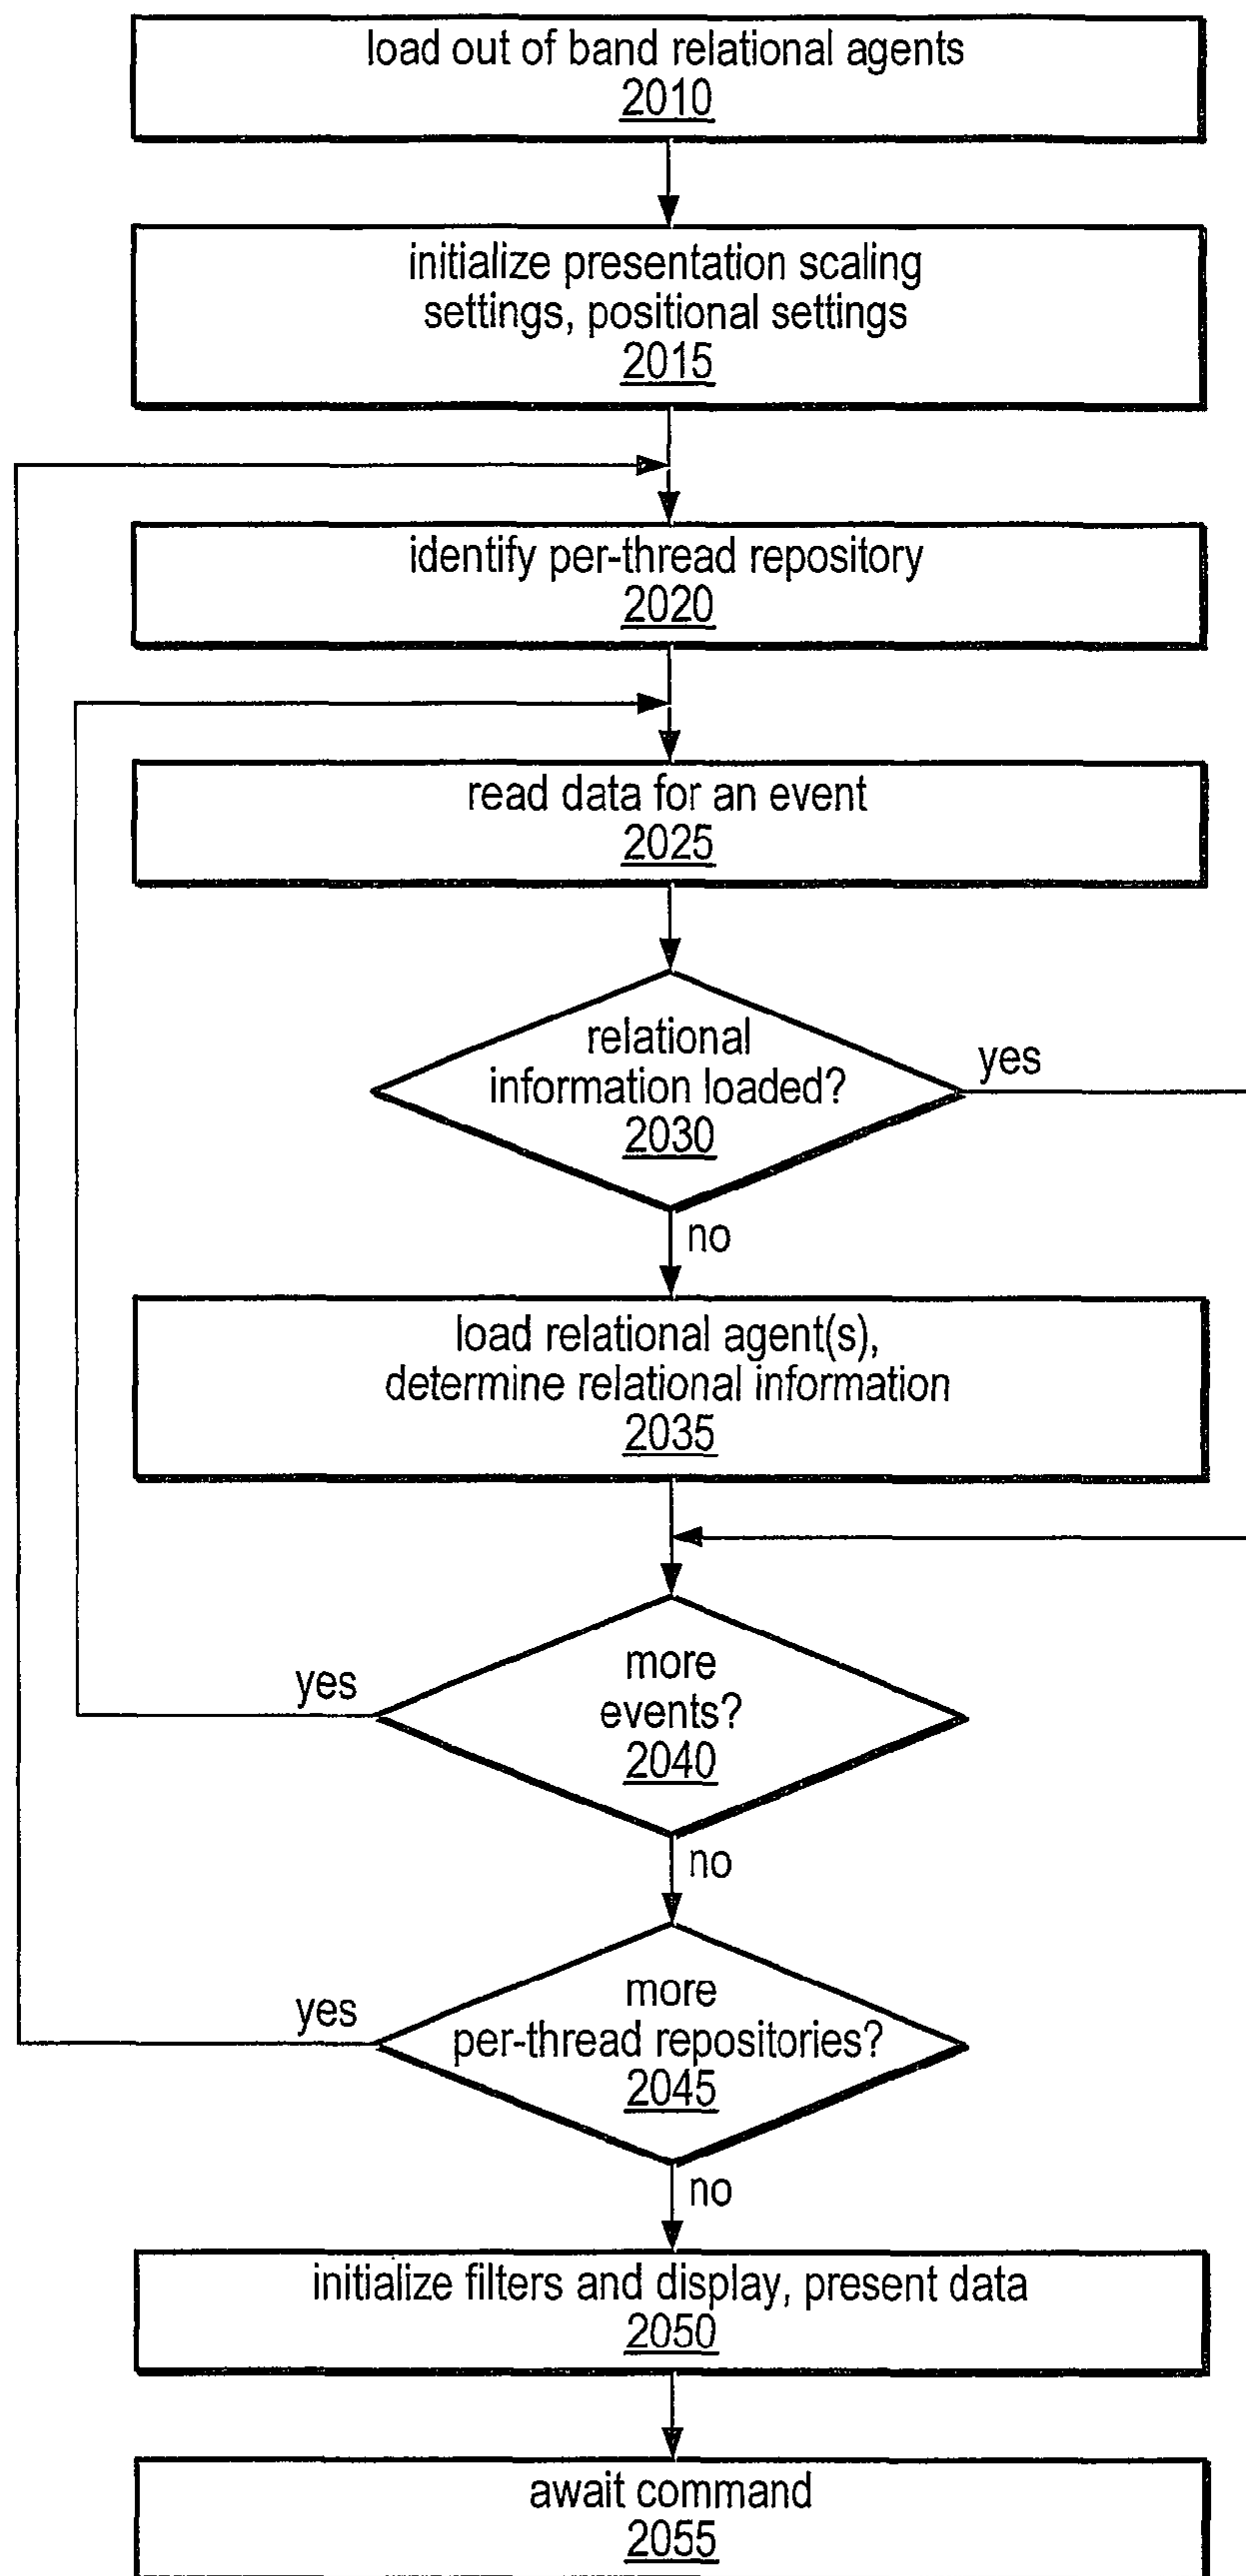 load out of band relational agents
2010
initialize presentation scaling
settings, positional settings
2015
identify per-thread repository
2020
read data for an event
2025
relational
information loaded?
2030
yes
no
load relational agent(s),
determine relational information
2035
more
events?
2040
yes
no
more
per-thread repositories?
2045
yes
no
initialize filters and display, present data
2050
await command
2055